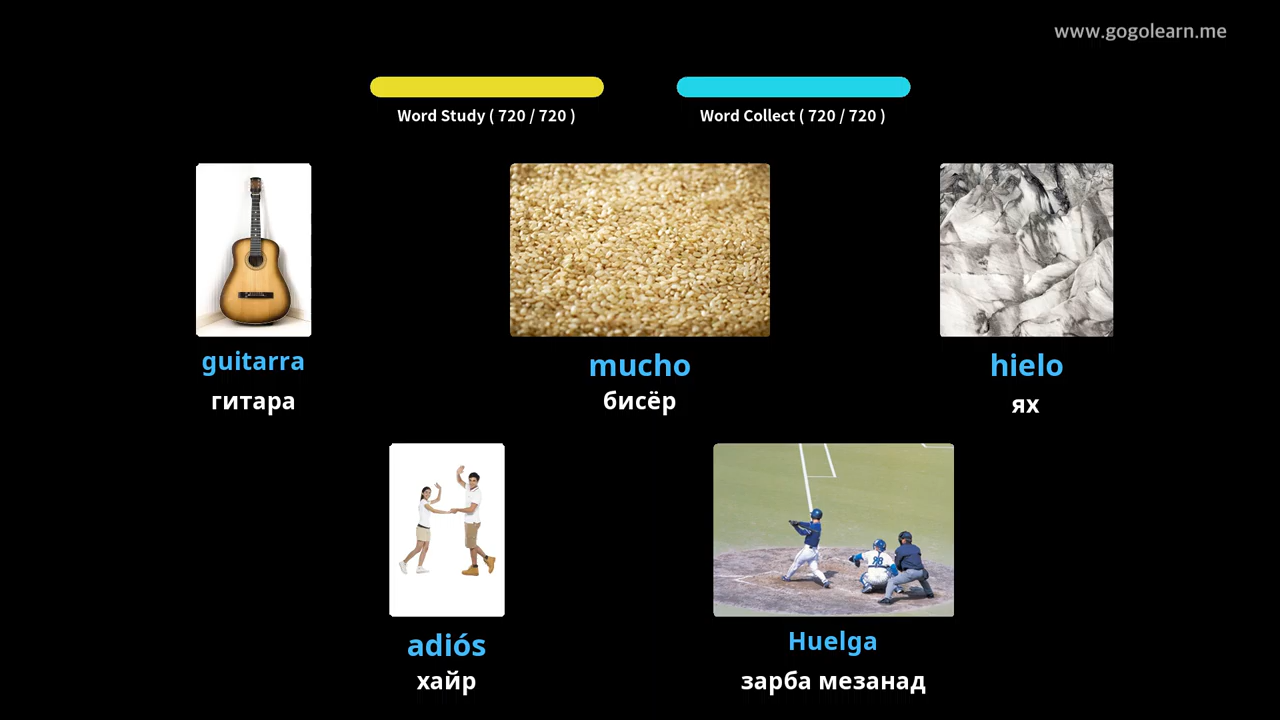 www.gogolearn.me
Word Study ( 720 / 720 )
Word Collect ( 720 / 720 )
guitarra
гитара
mucho
бисёр
hielo
ях
adiós
хайр
Huelga
зарба мезанад